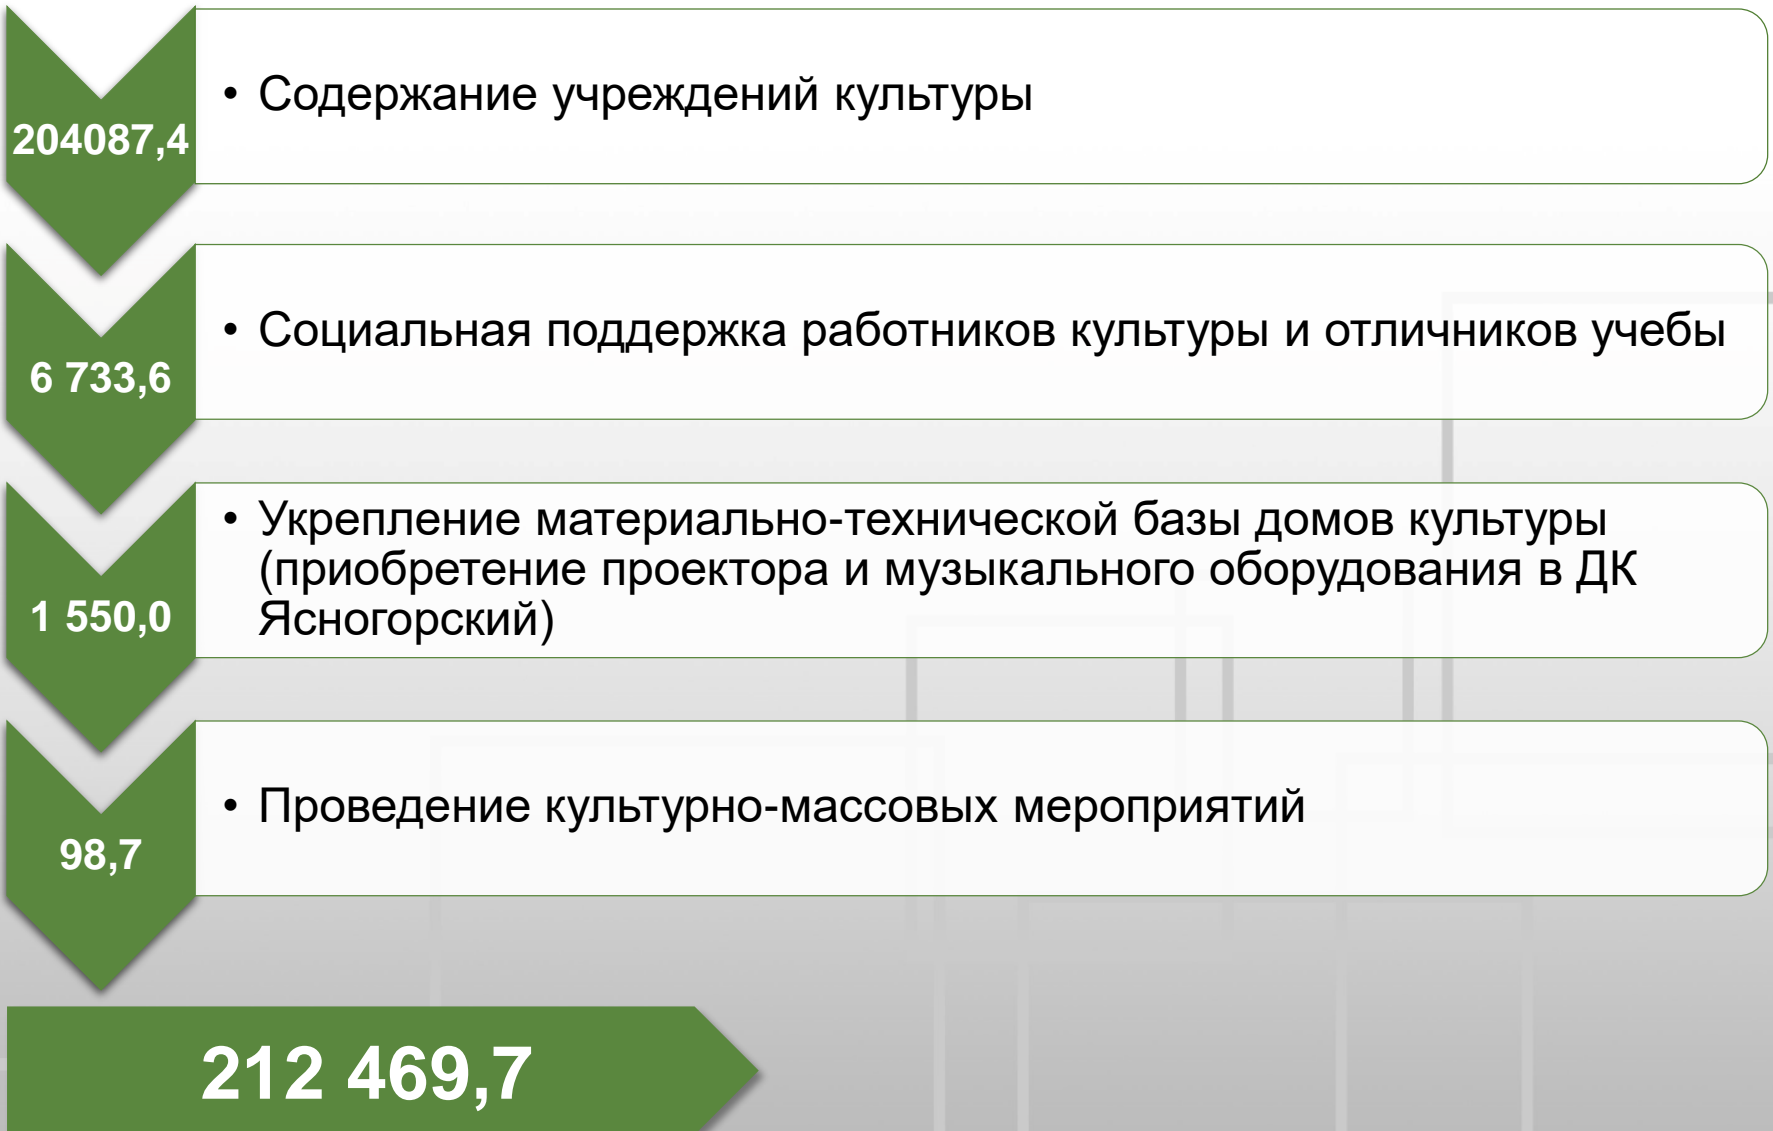 204087,4
• Содержание учреждений культуры
6 733,6
• Социальная поддержка работников культуры и отличников учебы
1 550,0
• Укрепление материально-технической базы домов культуры
(приобретение проектора и музыкального оборудования в ДК
Ясногорский)
98,7
• Проведение культурно-массовых мероприятий
212 469,7